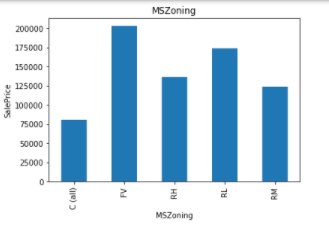 MSZoning
200000
175000
150000
125000
100000
75000
50000
25000
0
SalePrice
C (all)
FV
RH
RL
RM
MSZoning